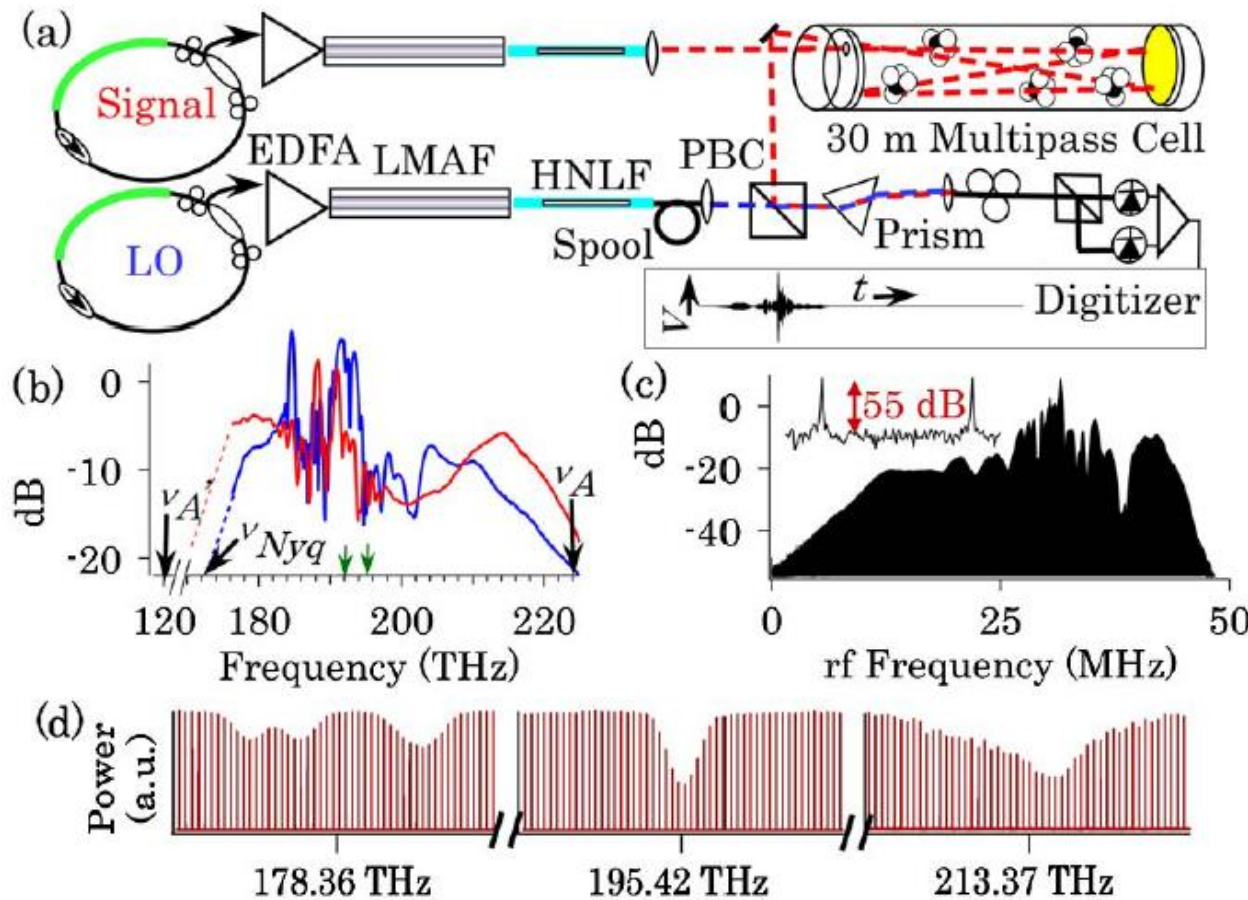 (a)
Signal
EDFA
LMAF
HNLF
PBC
30 m Multipass Cell
LO
Spool
Prism
V
t
Digitizer
(b)
0
-10
-20
dB
νA
νNyq
νA
120 180 200 220
Frequency (THz)
(c)
0
-20
-40
dB
55 dB
0 25 50
rf Frequency (MHz)
(d)
Power
(a.u.)
178.36 THz 195.42 THz 213.37 THz